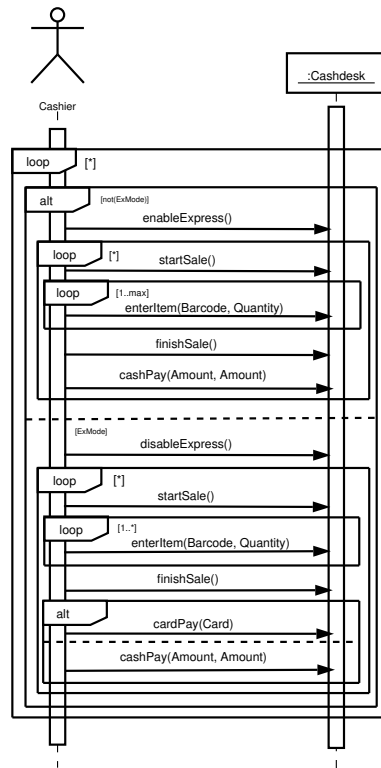 :Cashdesk
Cashier
loop [*]
alt [not(ExMode)]
enableExpress()
loop [*]
startSale()
loop [1..max]
enterItem(Barcode, Quantity)
finishSale()
cashPay(Amount, Amount)
[ExMode]
disableExpress()
loop [*]
startSale()
loop [1..*]
enterItem(Barcode, Quantity)
finishSale()
alt
cardPay(Card)
cashPay(Amount, Amount)